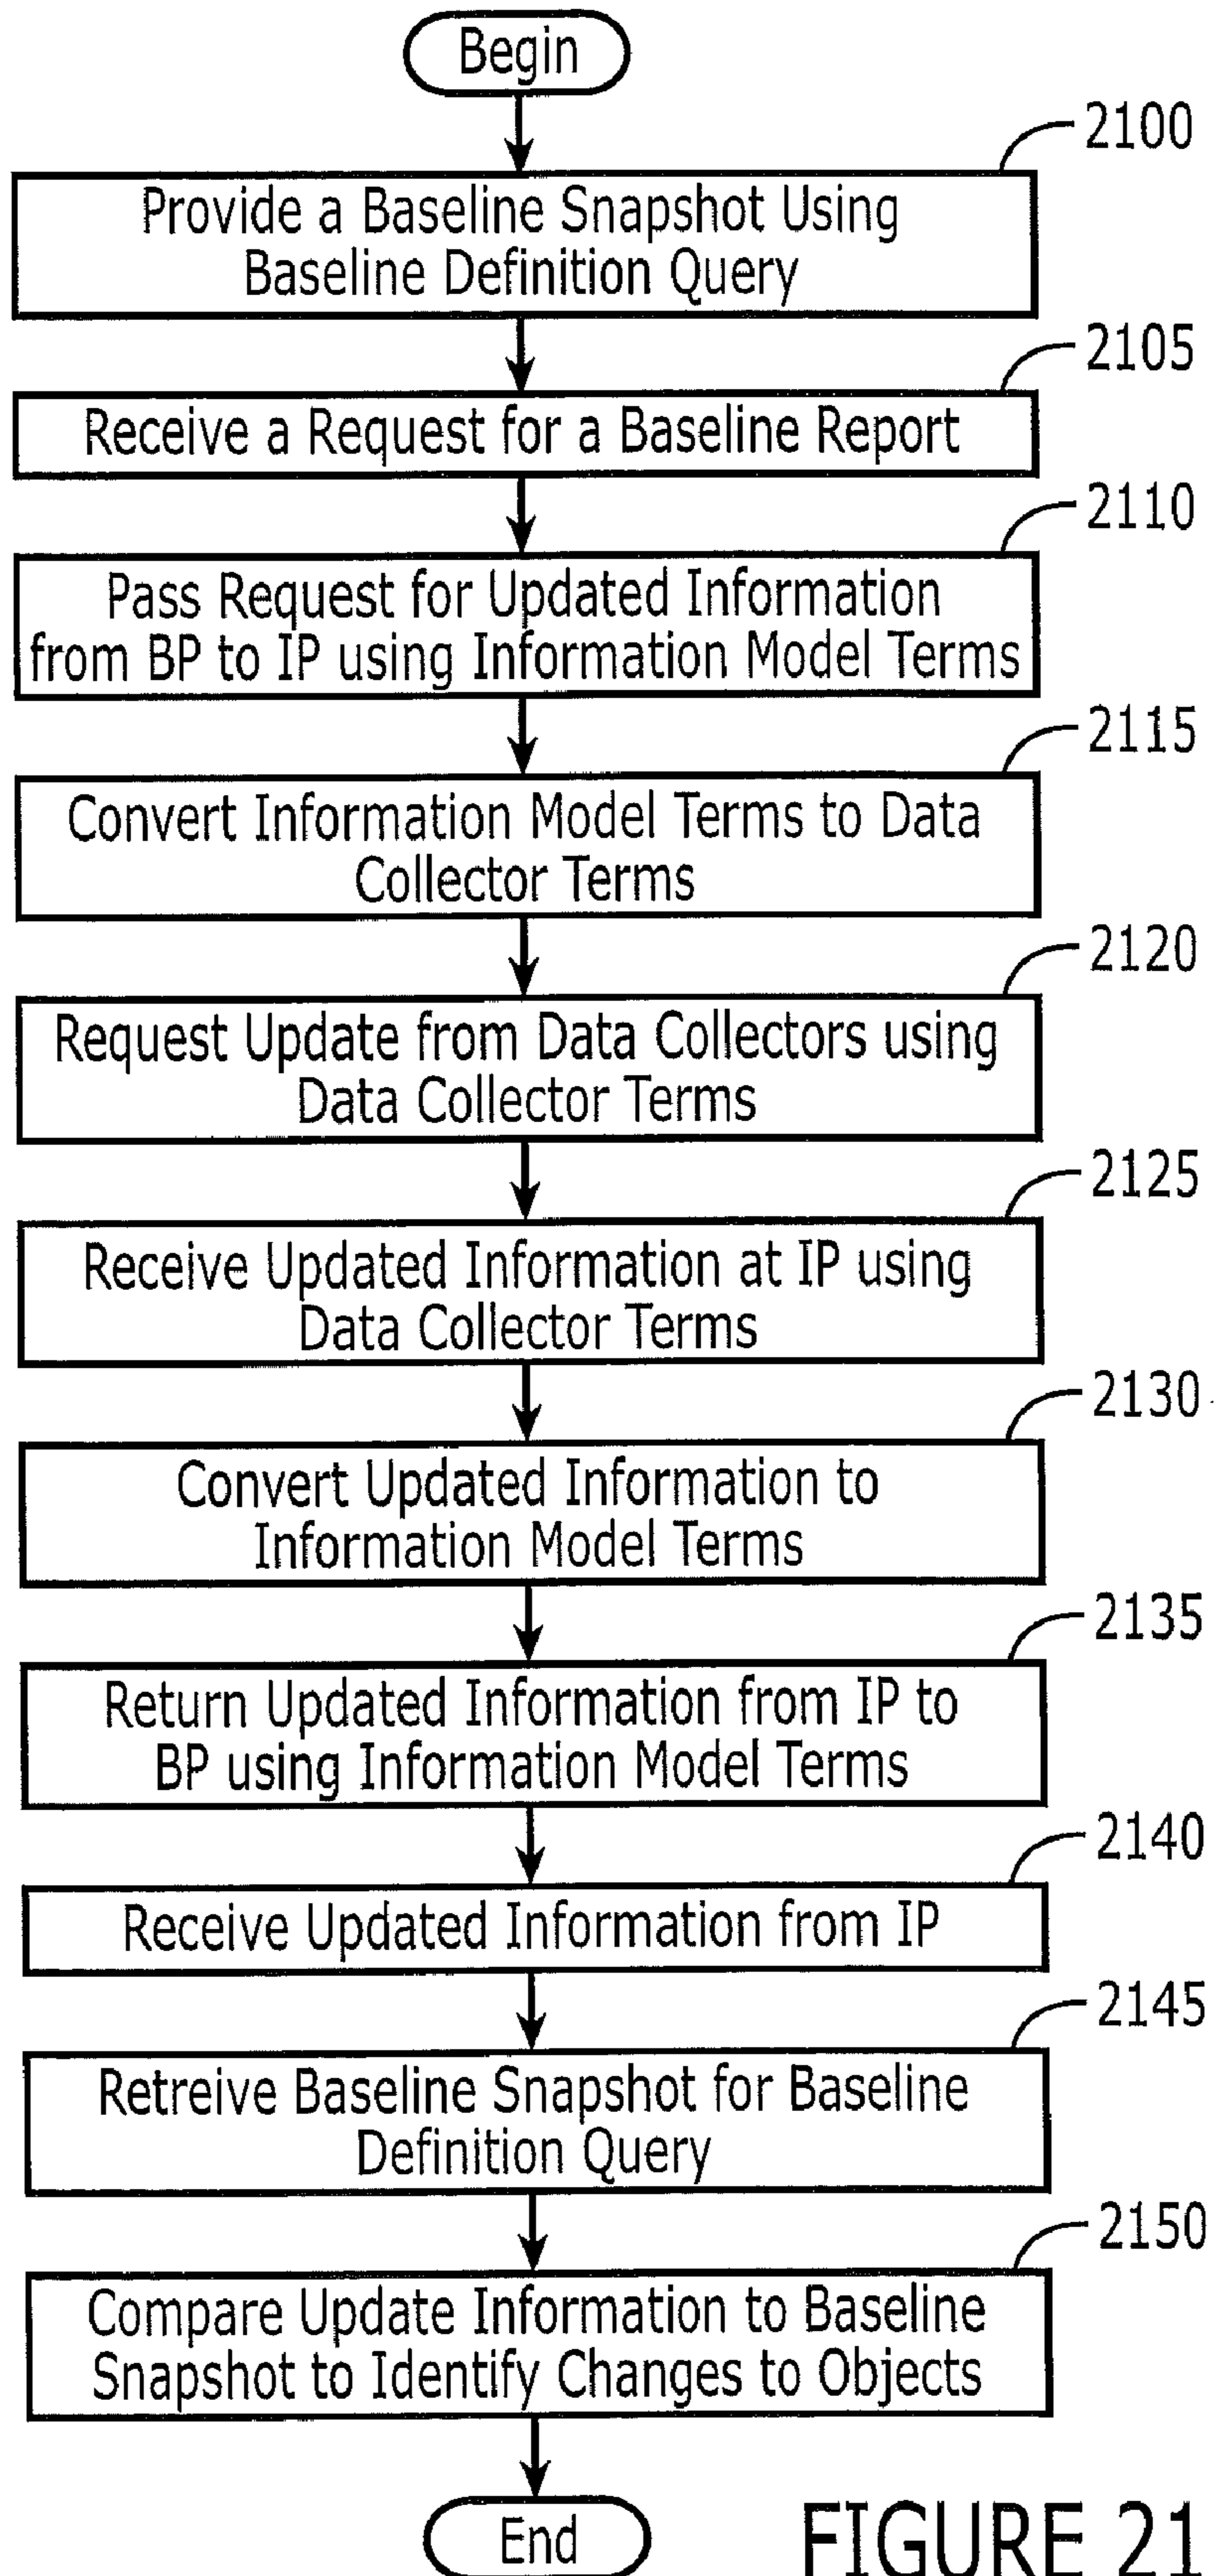 Begin
2100
Provide a Baseline Snapshot Using
Baseline Definition Query
2105
Receive a Request for a Baseline Report
2110
Pass Request for Updated Information
from BP to IP using Information Model Terms
2115
Convert Information Model Terms to Data
Collector Terms
2120
Request Update from Data Collectors using
Data Collector Terms
2125
Receive Updated Information at IP using
Data Collector Terms
2130
Convert Updated Information to
Information Model Terms
2135
Return Updated Information from IP to
BP using Information Model Terms
2140
Receive Updated Information from IP
2145
Retreive Baseline Snapshot for Baseline
Definition Query
2150
Compare Update Information to Baseline
Snapshot to Identify Changes to Objects
End
FIGURE 21